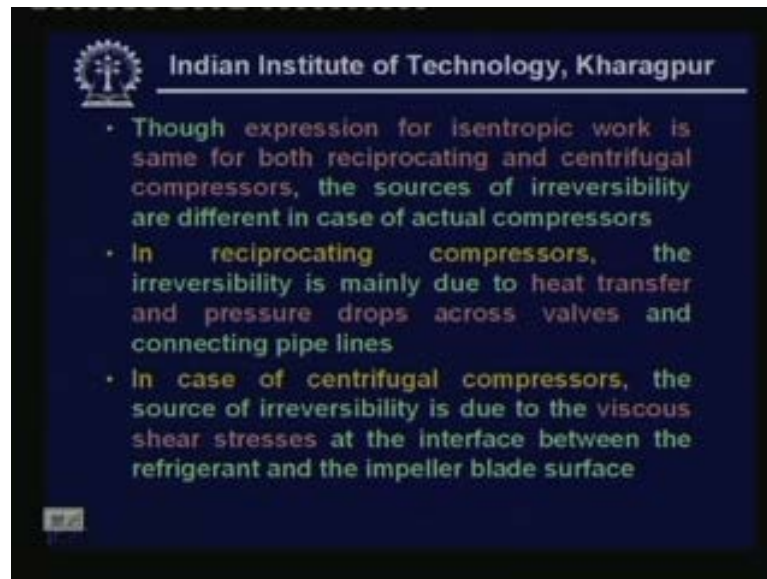 Indian Institute of Technology, Kharagpur
• Though expression for isentropic work is
same for both reciprocating and centrifugal
compressors, the sources of irreversibility
are different in case of actual compressors
• In reciprocating compressors, the
irreversibility is mainly due to heat transfer
and pressure drops across valves and
connecting pipe lines
• In case of centrifugal compressors, the
source of irreversibility is due to the viscous
shear stresses at the interface between the
refrigerant and the impeller blade surface